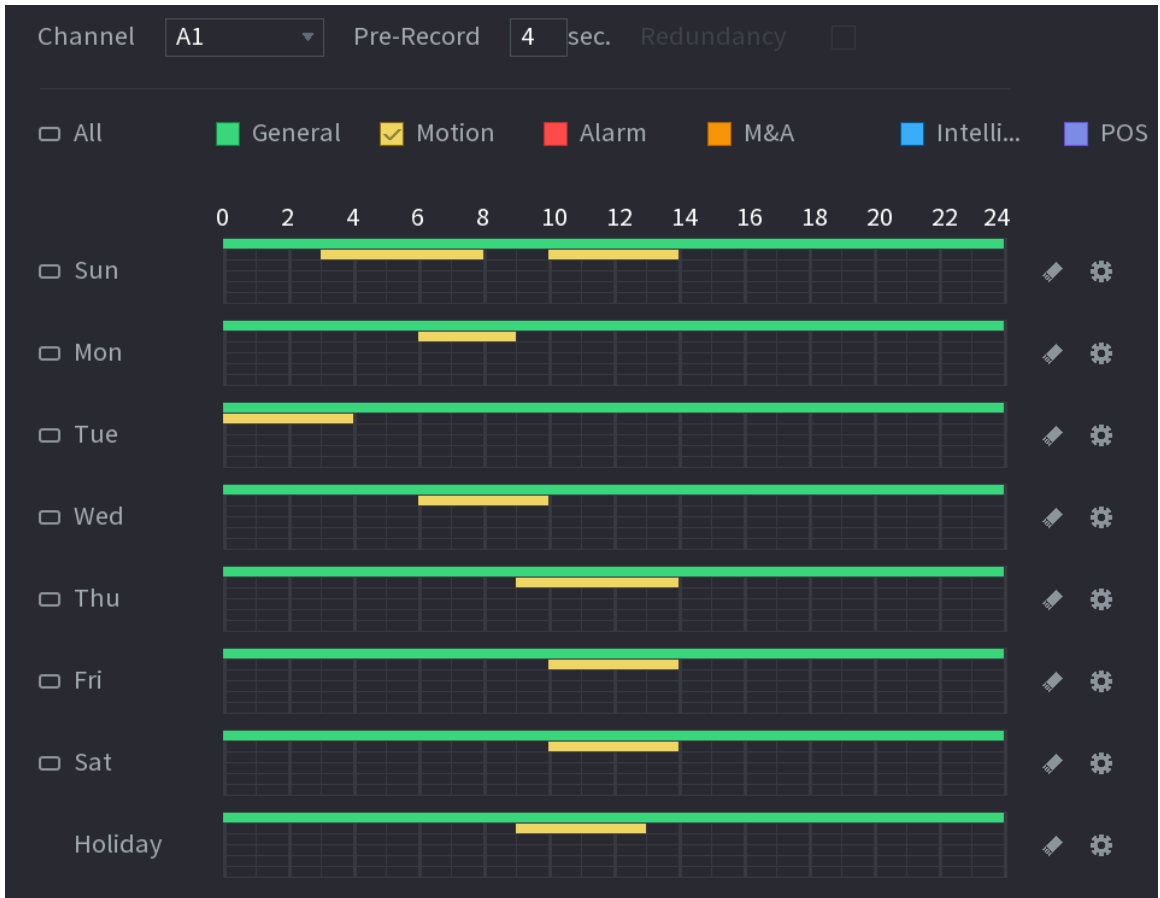 Channel A1 Pre-Record 4 sec. Redundancy
All General Motion Alarm M&A Intelli... POS
0 2 4 6 8 10 12 14 16 18 20 22 24
Sun
Mon
Tue
Wed
Thu
Fri
Sat
Holiday